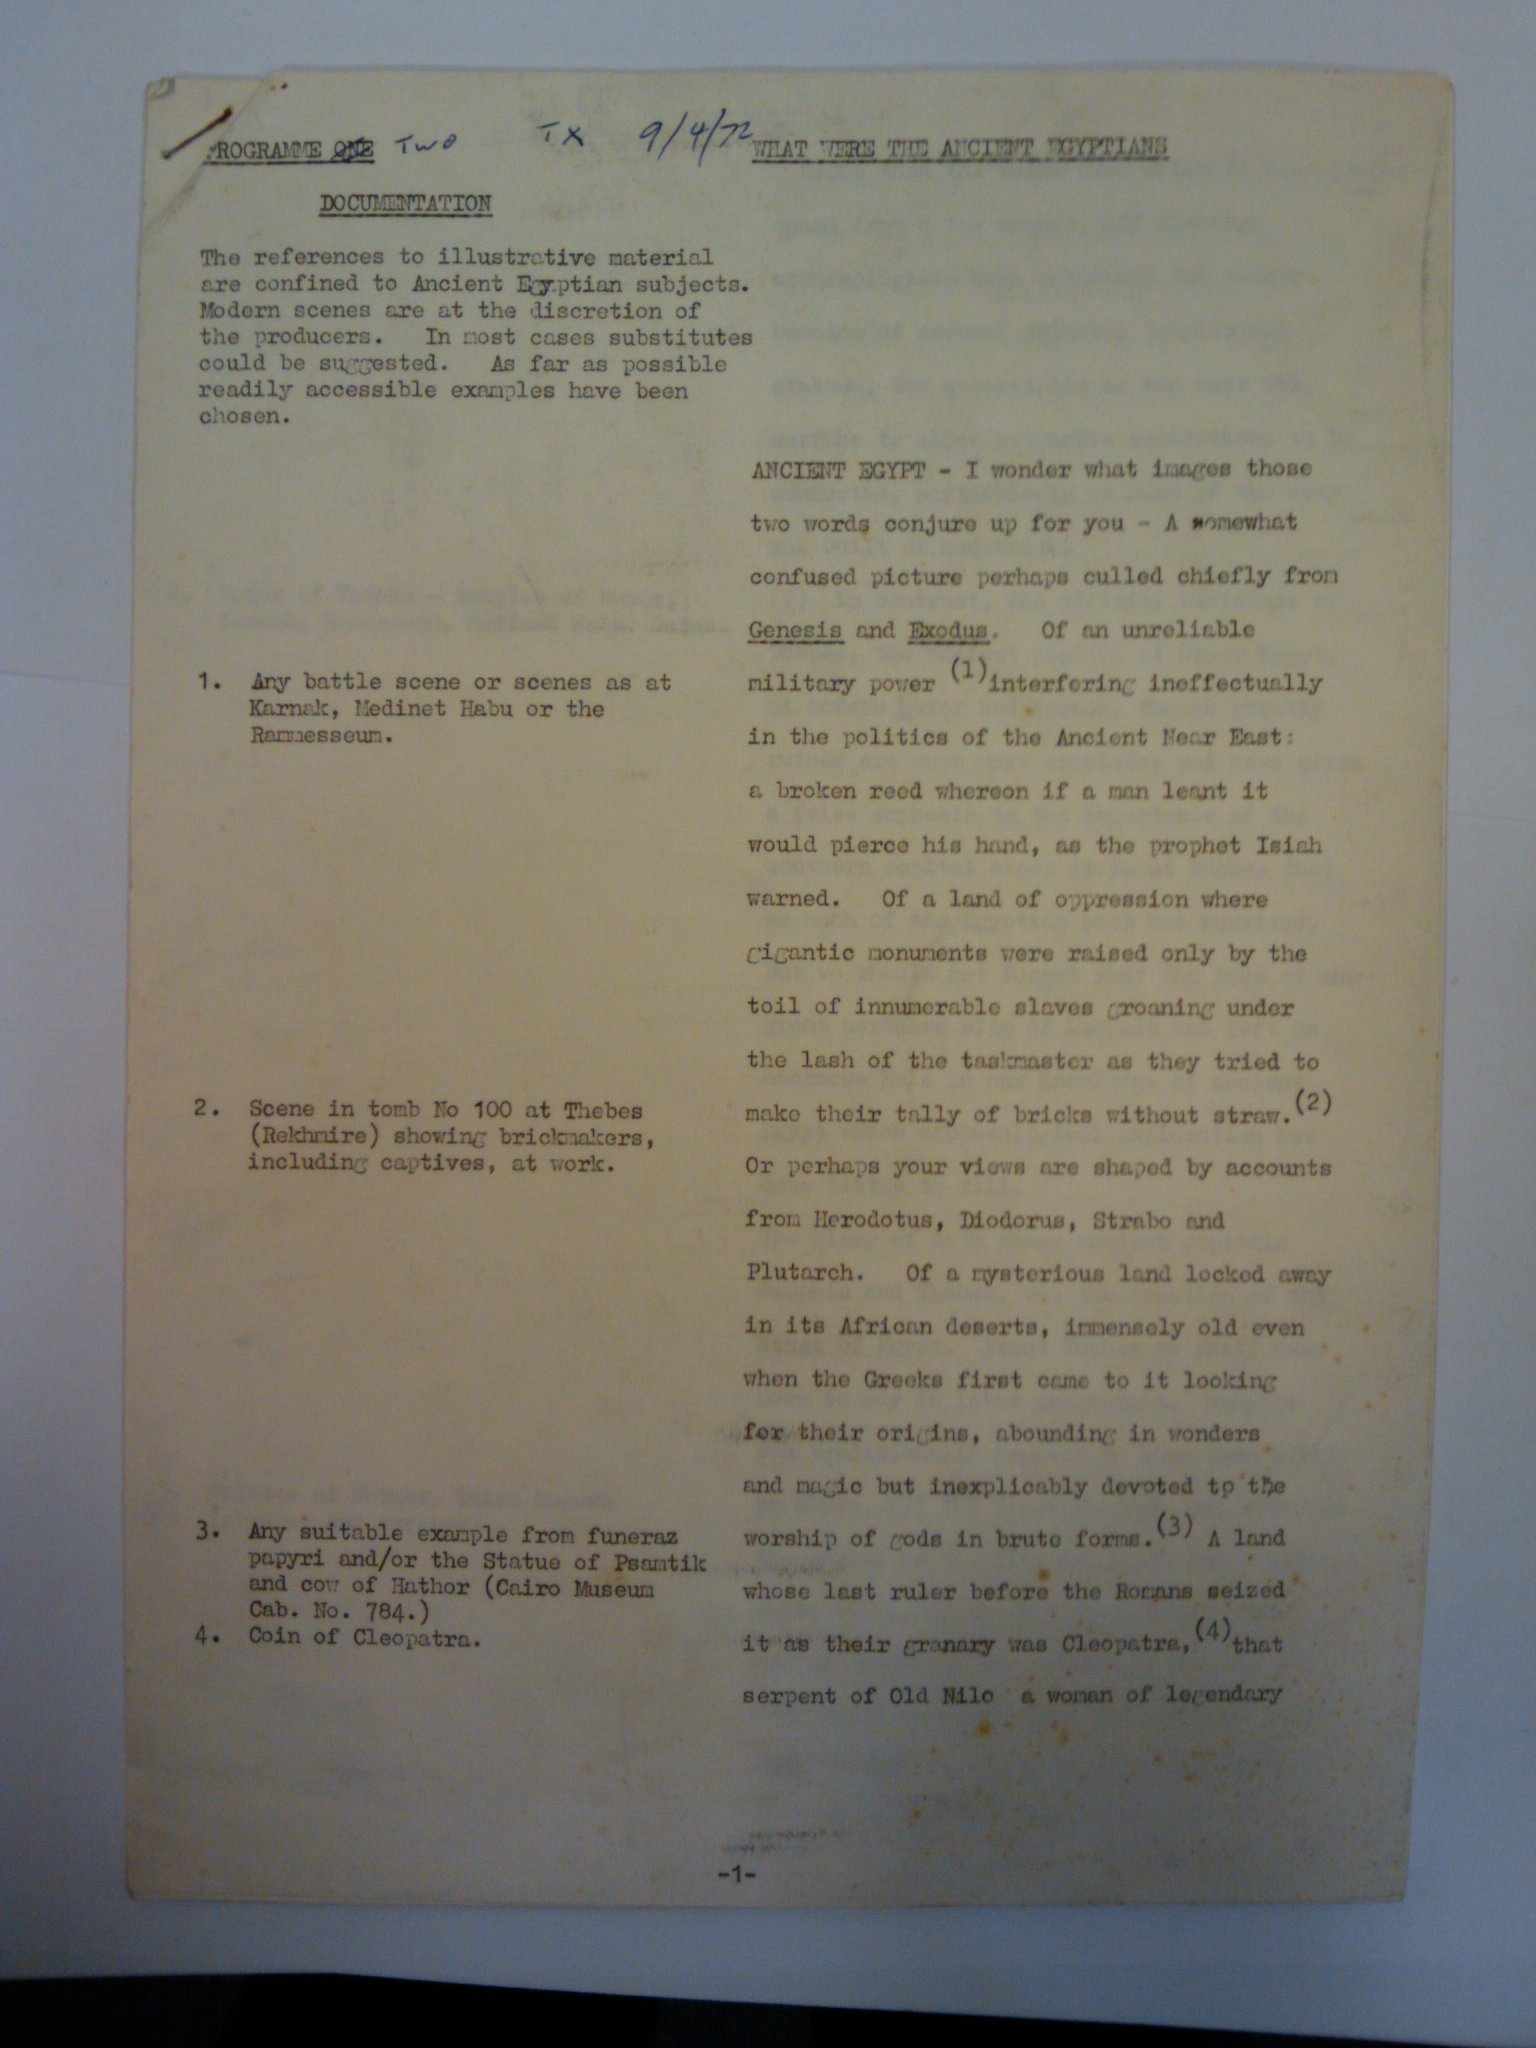 PROGRAMME ONE TWO TX 9/4/72 WHAT WERE THE ANCIENT EGYPTIANS
DOCUMENTATION
The references to illustrative material
are confined to Ancient Egyptian subjects.
Modern scenes are at the discretion of
the producers. In most cases substitutes
could be suggested. As far as possible
readily accessible examples have been
chosen.
1. Any battle scene or scenes as at
Karnak, Medinet Habu or the
Rammesseum.
2. Scene in tomb No 100 at Thebes
(Rekhmire) showing brickmakers,
including captives, at work.
3. Any suitable example from funeraz
papyri and/or the Statue of Psamtik
and cow of Hathor (Cairo Museum
Cab. No. 784.)
4. Coin of Cleopatra.
ANCIENT EGYPT - I wonder what images those
two words conjure up for you - A somewhat
confused picture perhaps culled chiefly from
Genesis and Exodus. Of an unreliable
military power (1) interfering ineffectually
in the politics of the Ancient Near East:
a broken reed whereon if a man leant it
would pierce his hand, as the prophet Isiah
warned. Of a land of oppression where
gigantic monuments were raised only by the
toil of innumerable slaves groaning under
the lash of the taskmaster as they tried to
make their tally of bricks without straw.(2)
Or perhaps your views are shaped by accounts
from Herodotus, Diodorus, Strabo and
Plutarch. Of a mysterious land locked away
in its African deserts, immensely old even
when the Greeks first came to it looking
for their origins, abounding in wonders
and magic but inexplicably devoted to the
worship of gods in brute forms.(3) A land
whose last ruler before the Romans seized
it as their granary was Cleopatra,(4) that
serpent of Old Nile a woman of legendary
-1-